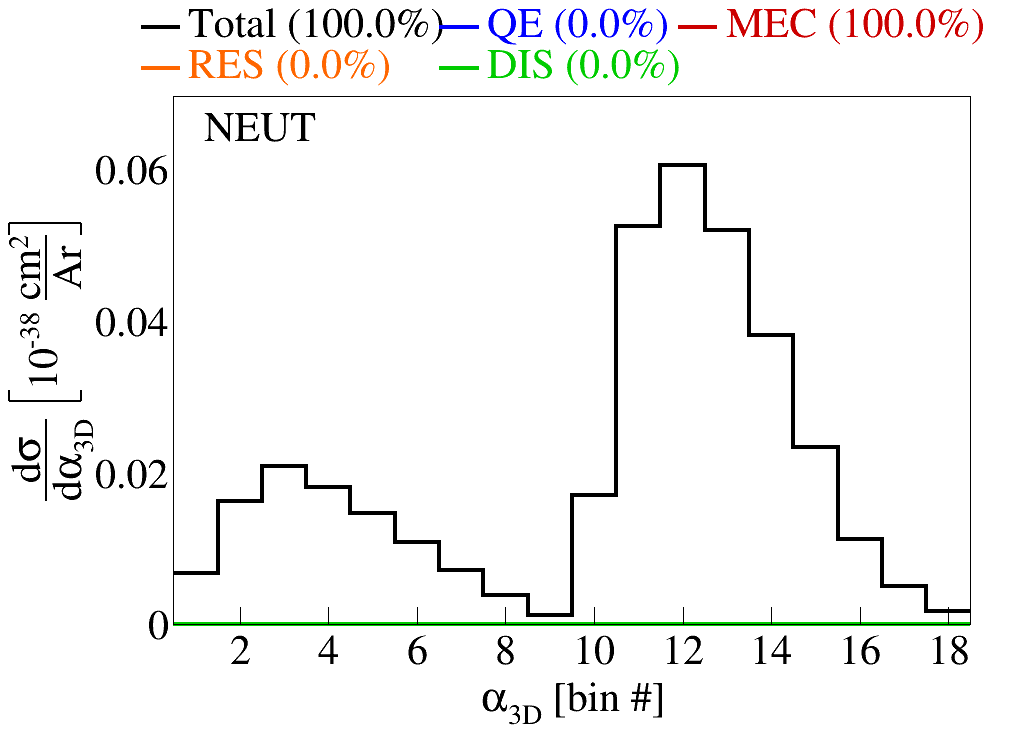 Total (100.0%) QE (0.0%) MEC (100.0%)
RES (0.0%) DIS (0.0%)
NEUT
dσ/dα3D [10-38 cm2/Ar]
0.06
0.04
0.02
0
2 4 6 8 10 12 14 16 18
α3D [bin #]